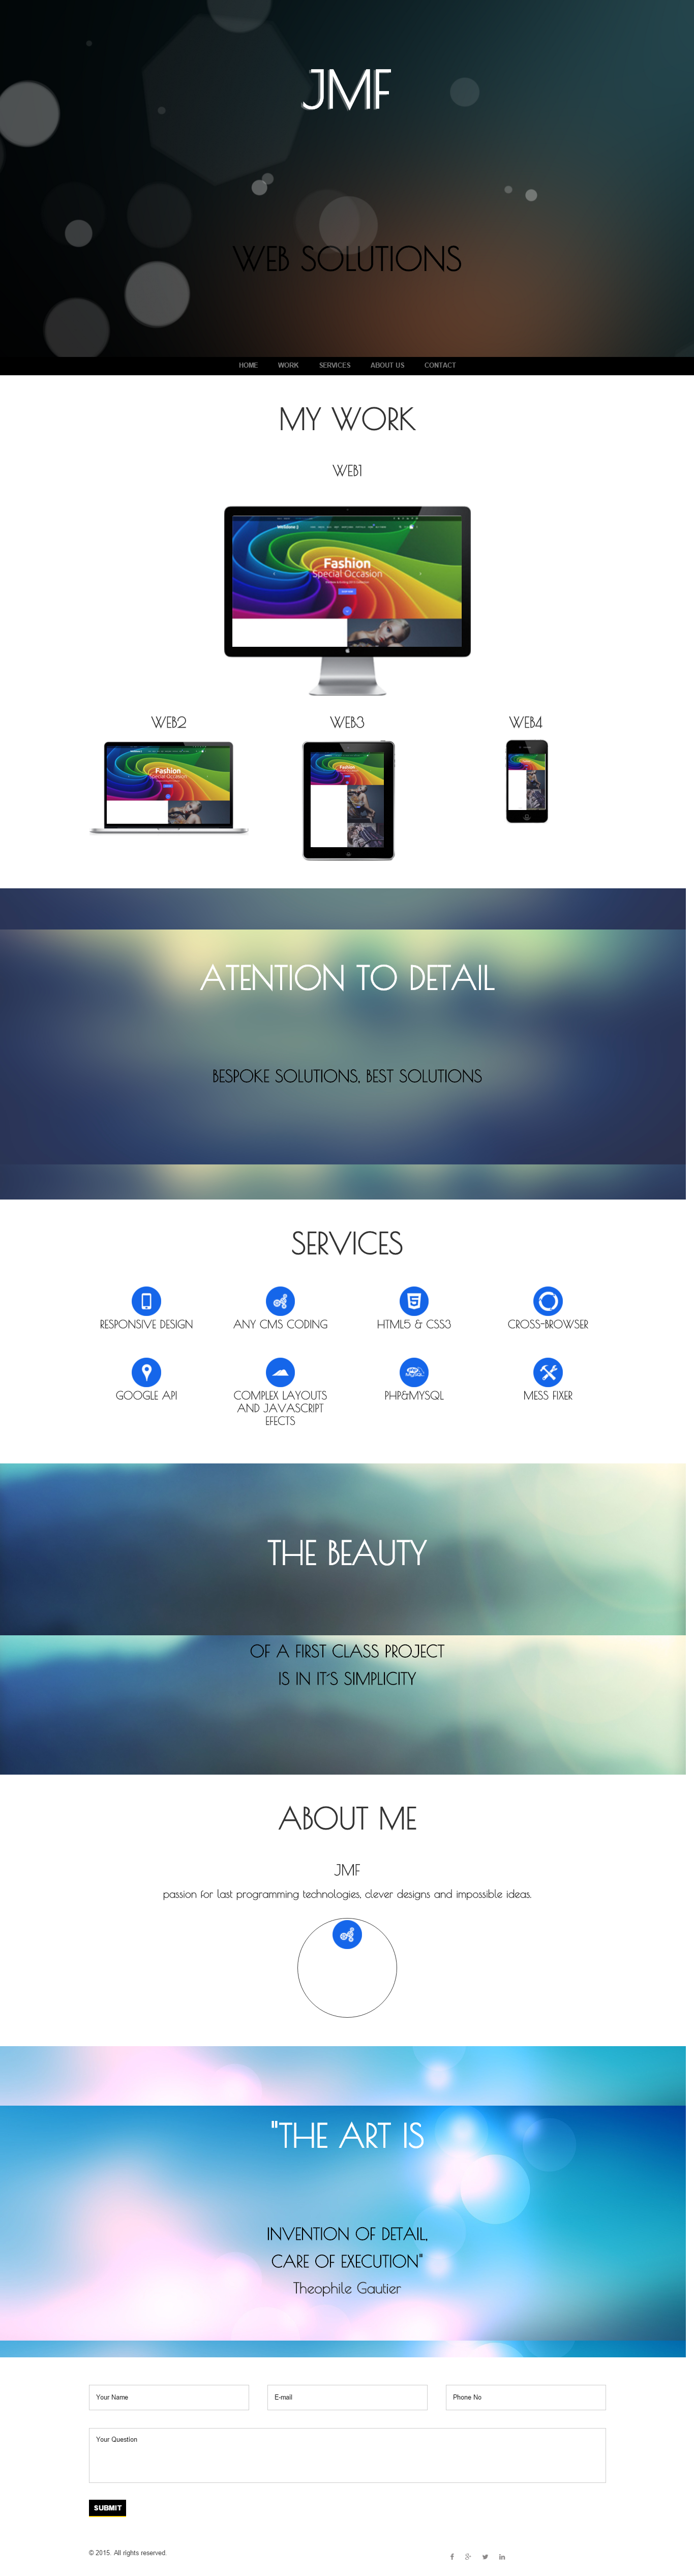 JMF
WEB SOLUTIONS
HOME WORK SERVICES ABOUT US CONTACT
MY WORK
WEB1
Fashion
Special Occasion
WEB2 WEB3 WEB4
Fashion
Special Occasion
Fashion
ATENTION TO DETAIL
BESPOKE SOLUTIONS, BEST SOLUTIONS
SERVICES
RESPONSIVE DESIGN
ANY CMS CODING
HTML5 & CSS3
CROSS-BROWSER
GOOGLE API
COMPLEX LAYOUTS
AND JAVASCRIPT
EFECTS
PHP&MYSQL
MESS FIXER
THE BEAUTY
OF A FIRST CLASS PROJECT
IS IN IT´S SIMPLICITY
ABOUT ME
JMF
passion for last programming technologies, clever designs and impossible ideas.
"THE ART IS
INVENTION OF DETAIL,
CARE OF EXECUTION"
Theophile Gautier
Your Name
E-mail
Phone No
Your Question
SUBMIT
© 2015. All rights reserved.